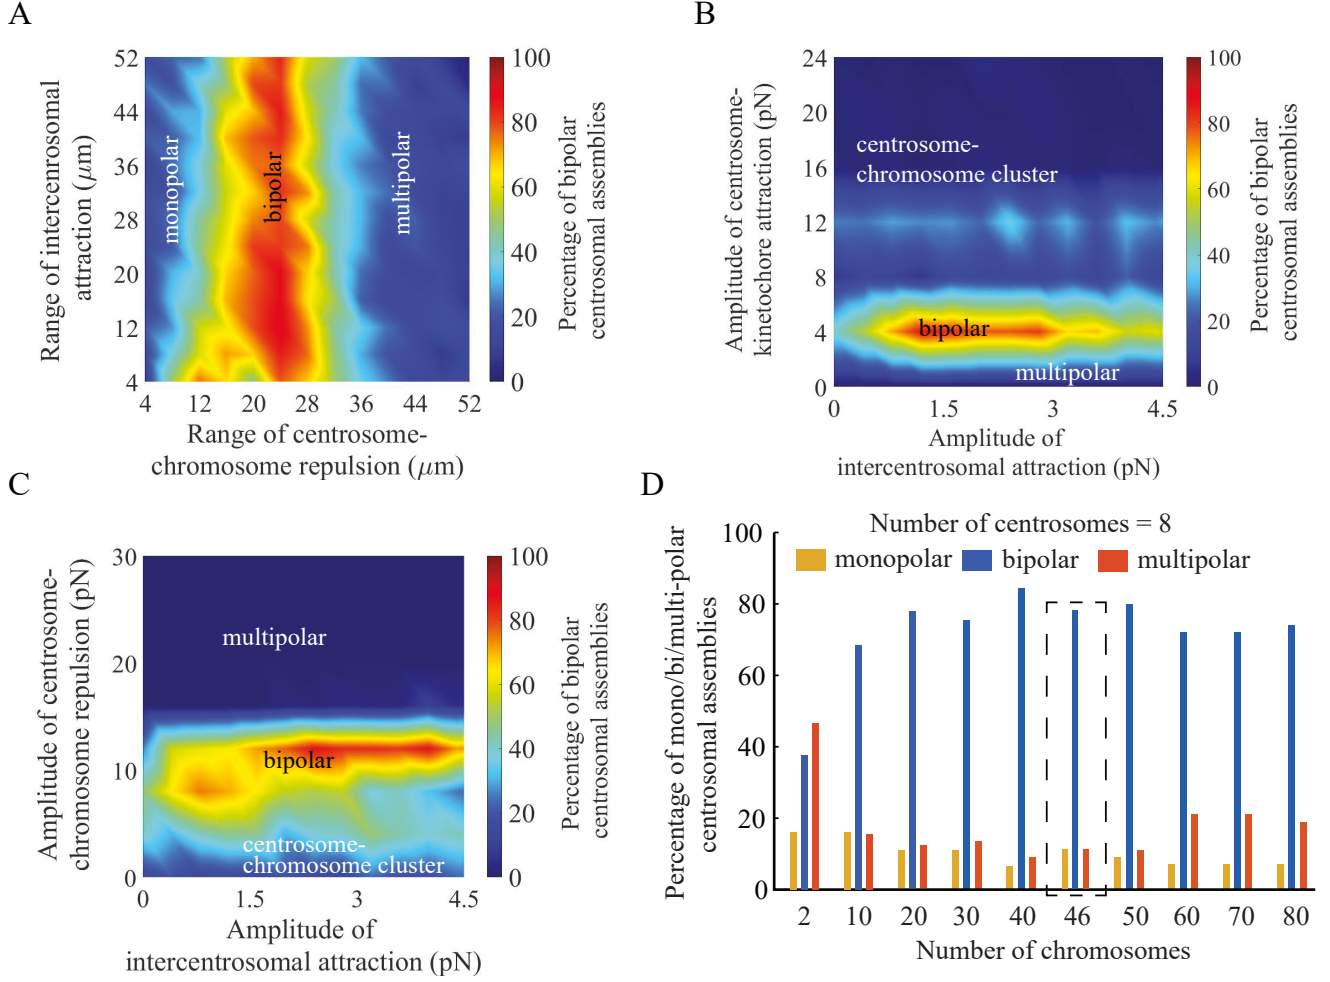 A
52
44
36
28
20
12
4
4
12
20
28
36
44
52
Range of intercentrosomal
attraction (μm)
monopolar
bipolar
multipolar
Range of centrosome-
chromosome repulsion (μm)
100
80
60
40
20
0
Percentage of bipolar
centrosomal assemblies
B
24
20
16
12
8
4
0
0
1.5
3
4.5
Amplitude of centrosome-
kinetochore attraction (pN)
centrosome-
chromosome cluster
bipolar
multipolar
Amplitude of
intercentrosomal attraction (pN)
100
80
60
40
20
0
Percentage of bipolar
centrosomal assemblies
C
30
20
10
0
0
1.5
3
4.5
Amplitude of centrosome-
chromosome repulsion (pN)
multipolar
bipolar
centrosome-
chromosome cluster
Amplitude of
intercentrosomal attraction (pN)
100
80
60
40
20
0
Percentage of bipolar
centrosomal assemblies
D
Number of centrosomes = 8
monopolar bipolar multipolar
100
80
60
40
20
0
Percentage of mono/bi/multi-polar
centrosomal assemblies
2 10 20 30 40 46 50 60 70 80
Number of chromosomes